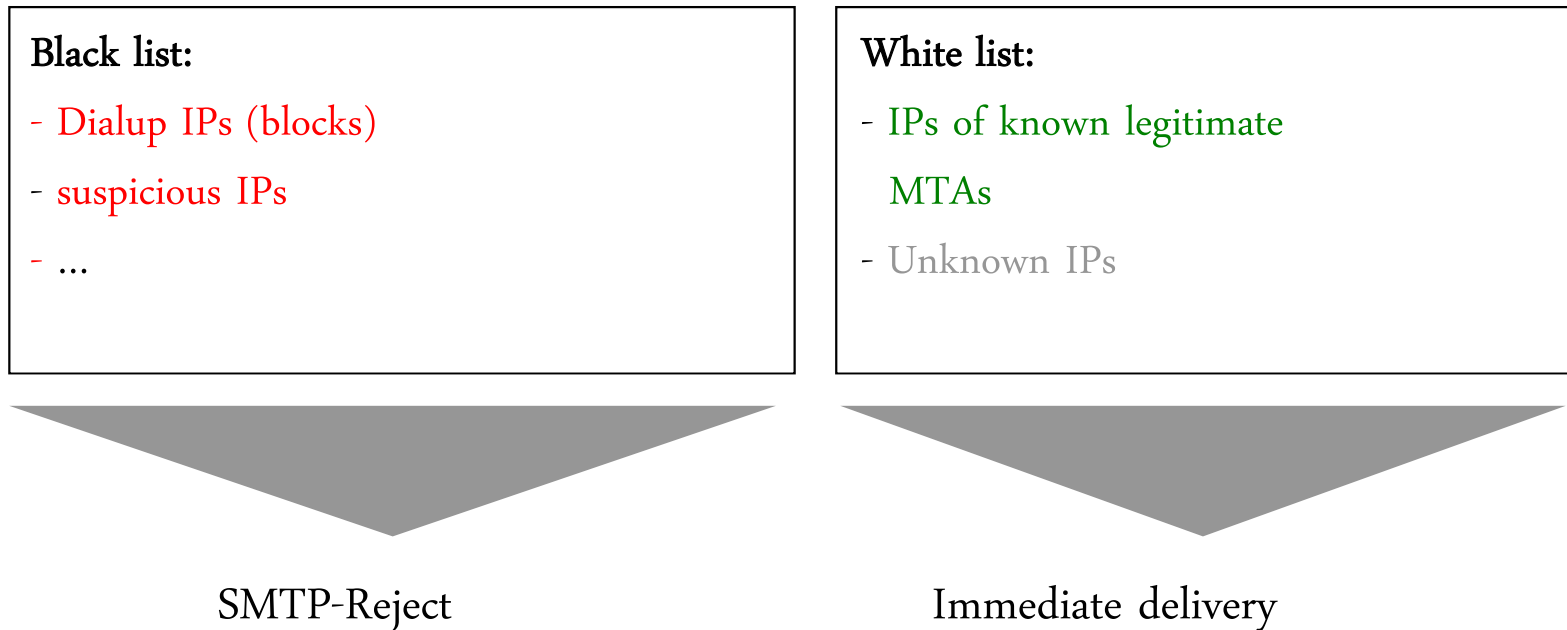 Black list:
- Dialup IPs (blocks)
- suspicious IPs
- ...
White list:
- IPs of known legitimate
MTAs
- Unknown IPs
SMTP-Reject
Immediate delivery